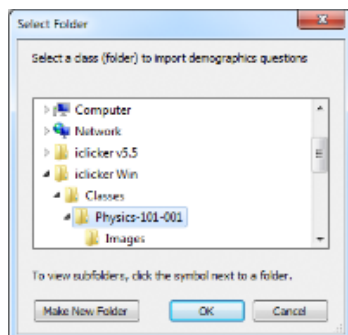 Select Folder
Select a class (folder) to import demographics questions
Computer
Network
iclicker v5.5
iclicker Win
Classes
Physics-101-001
Images
To view subfolders, click the symbol next to a folder.
Make New Folder OK Cancel